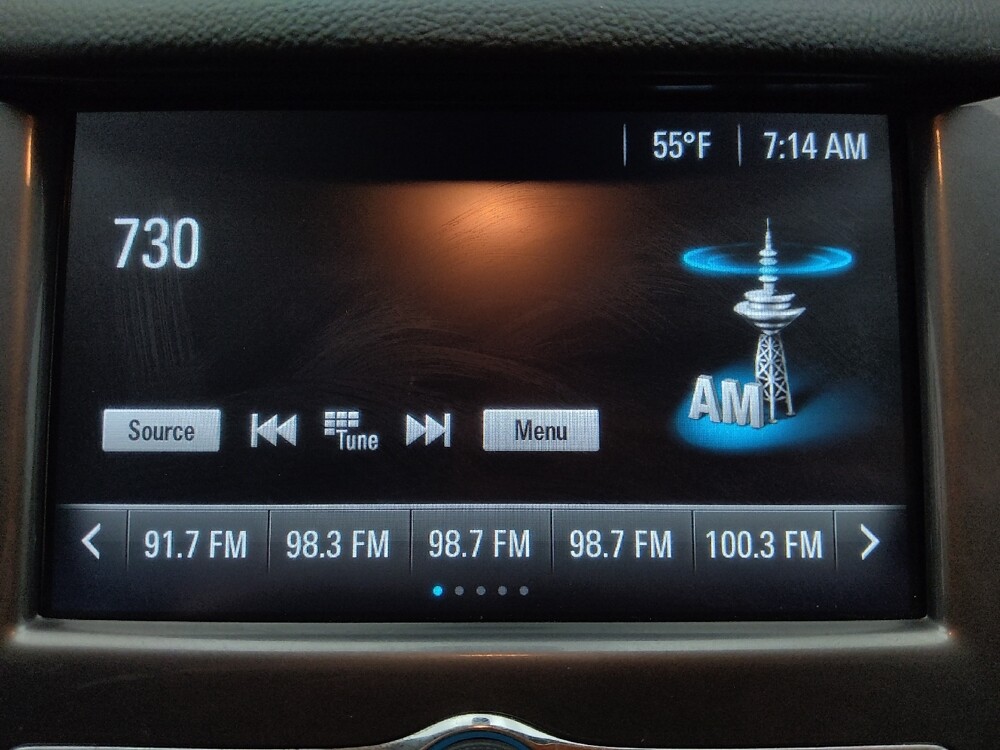 55°F 7:14 AM
730
AM
Source Tune Menu
91.7 FM 98.3 FM 98.7 FM 98.7 FM 100.3 FM